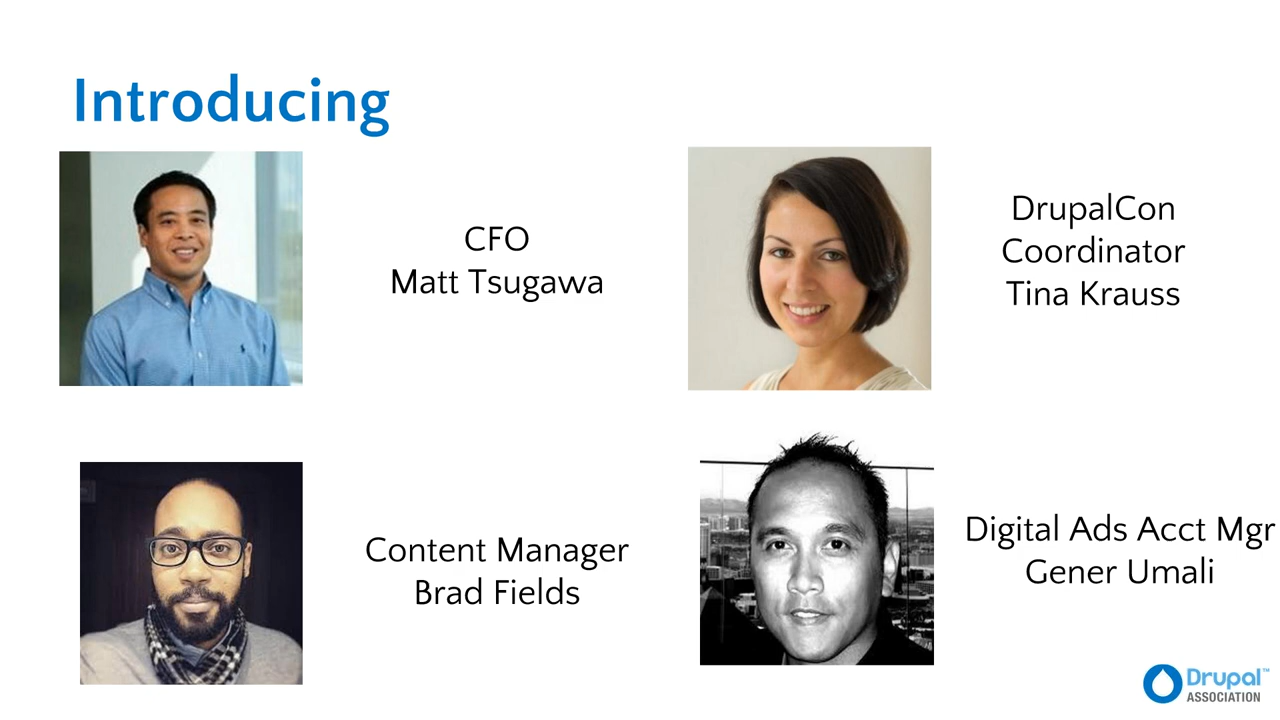 Introducing
CFO
Matt Tsugawa
DrupalCon
Coordinator
Tina Krauss
Content Manager
Brad Fields
Digital Ads Acct Mgr
Gener Umali
Drupal™
ASSOCIATION